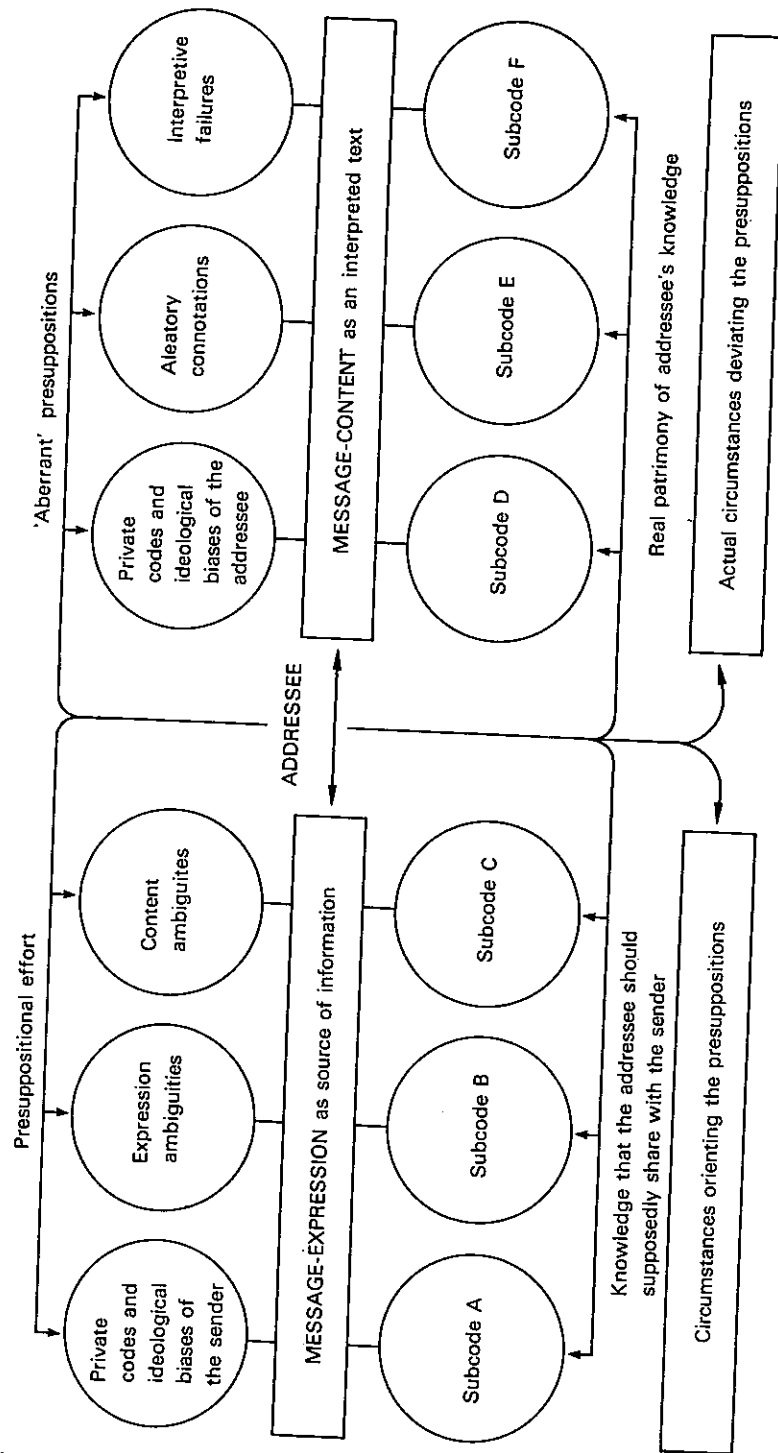 Presuppositional effort
'Aberrant' presuppositions
Private
codes and
ideological
biases of
the sender
Expression
ambiguities
Content
ambiguites
Private
codes and
ideological
biases of the
addressee
Aleatory
connotations
Interpretive
failures
ADDRESSEE
MESSAGE-EXPRESSION as source of information
MESSAGE-CONTENT as an interpreted text
Subcode A
Subcode B
Subcode C
Subcode D
Subcode E
Subcode F
Knowledge that the addressee should
supposedly share with the sender
Real patrimony of addressee's knowledge
Circumstances orienting the presuppositions
Actual circumstances deviating the presuppositions